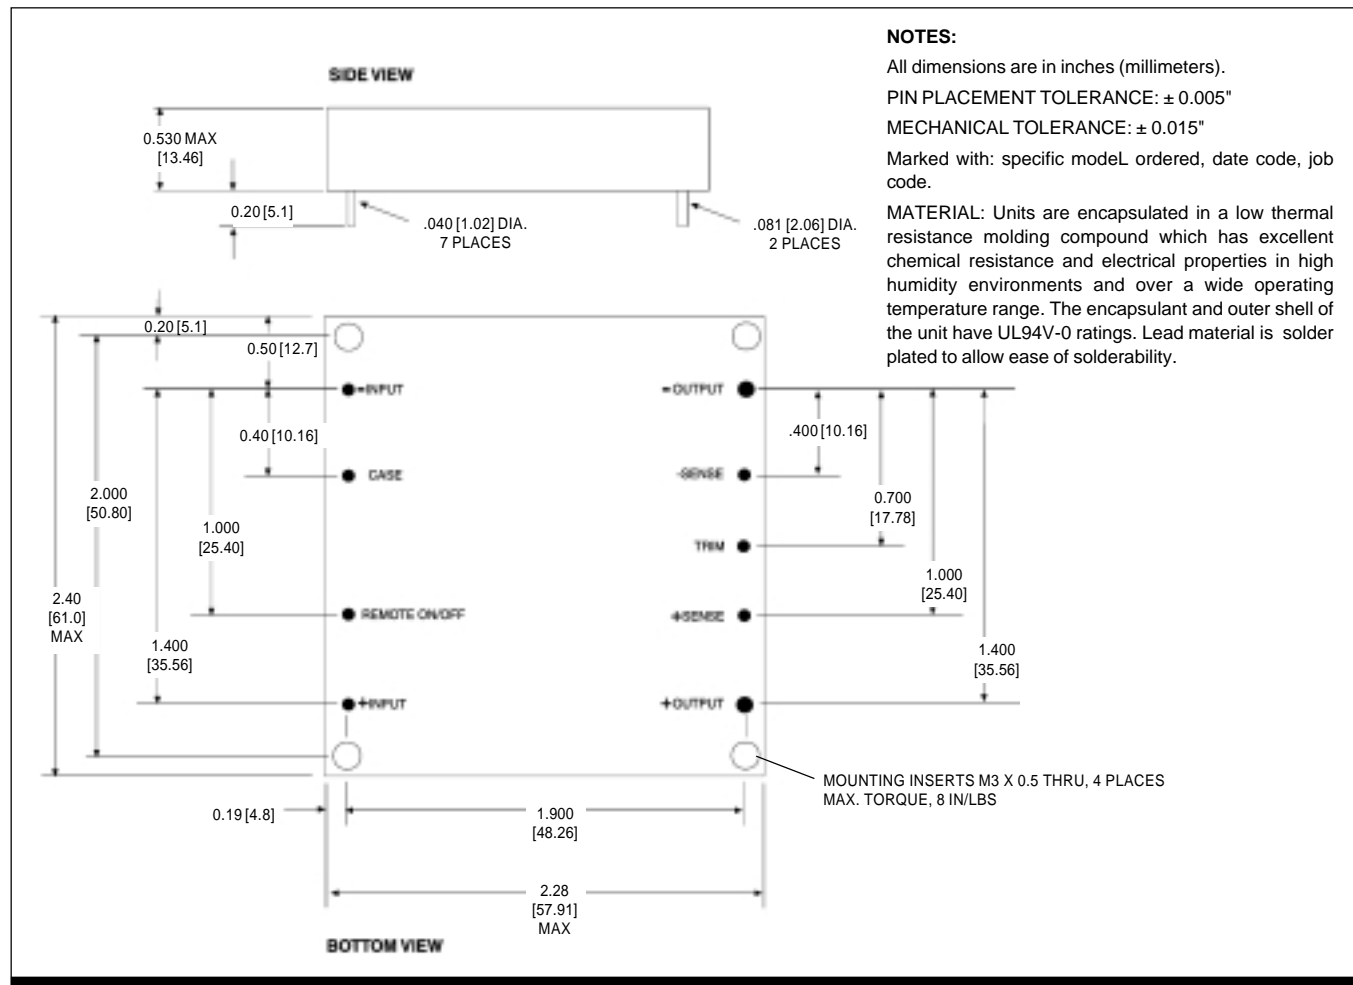 SIDE VIEW
0.530 MAX
[13.46]
0.20 [5.1]
.040 [1.02] DIA.
7 PLACES
.081 [2.06] DIA.
2 PLACES
NOTES:
All dimensions are in inches (millimeters).
PIN PLACEMENT TOLERANCE: ± 0.005"
MECHANICAL TOLERANCE: ± 0.015"
Marked with: specific modeL ordered, date code, job
code.
MATERIAL: Units are encapsulated in a low thermal
resistance molding compound which has excellent
chemical resistance and electrical properties in high
humidity environments and over a wide operating
temperature range. The encapsulant and outer shell of
the unit have UL94V-0 ratings. Lead material is solder
plated to allow ease of solderability.
0.20 [5.1]
0.50 [12.7]
-INPUT
-OUTPUT
0.40 [10.16]
.400 [10.16]
CASE
-SENSE
2.000
[50.80]
0.700
[17.78]
1.000
[25.40]
TRIM
1.000
[25.40]
2.40
[61.0]
MAX
REMOTE ON/OFF
+SENSE
1.400
[35.56]
1.400
[35.56]
+INPUT
+OUTPUT
MOUNTING INSERTS M3 X 0.5 THRU, 4 PLACES
MAX. TORQUE, 8 IN/LBS
0.19 [4.8]
1.900
[48.26]
2.28
[57.91]
MAX
BOTTOM VIEW